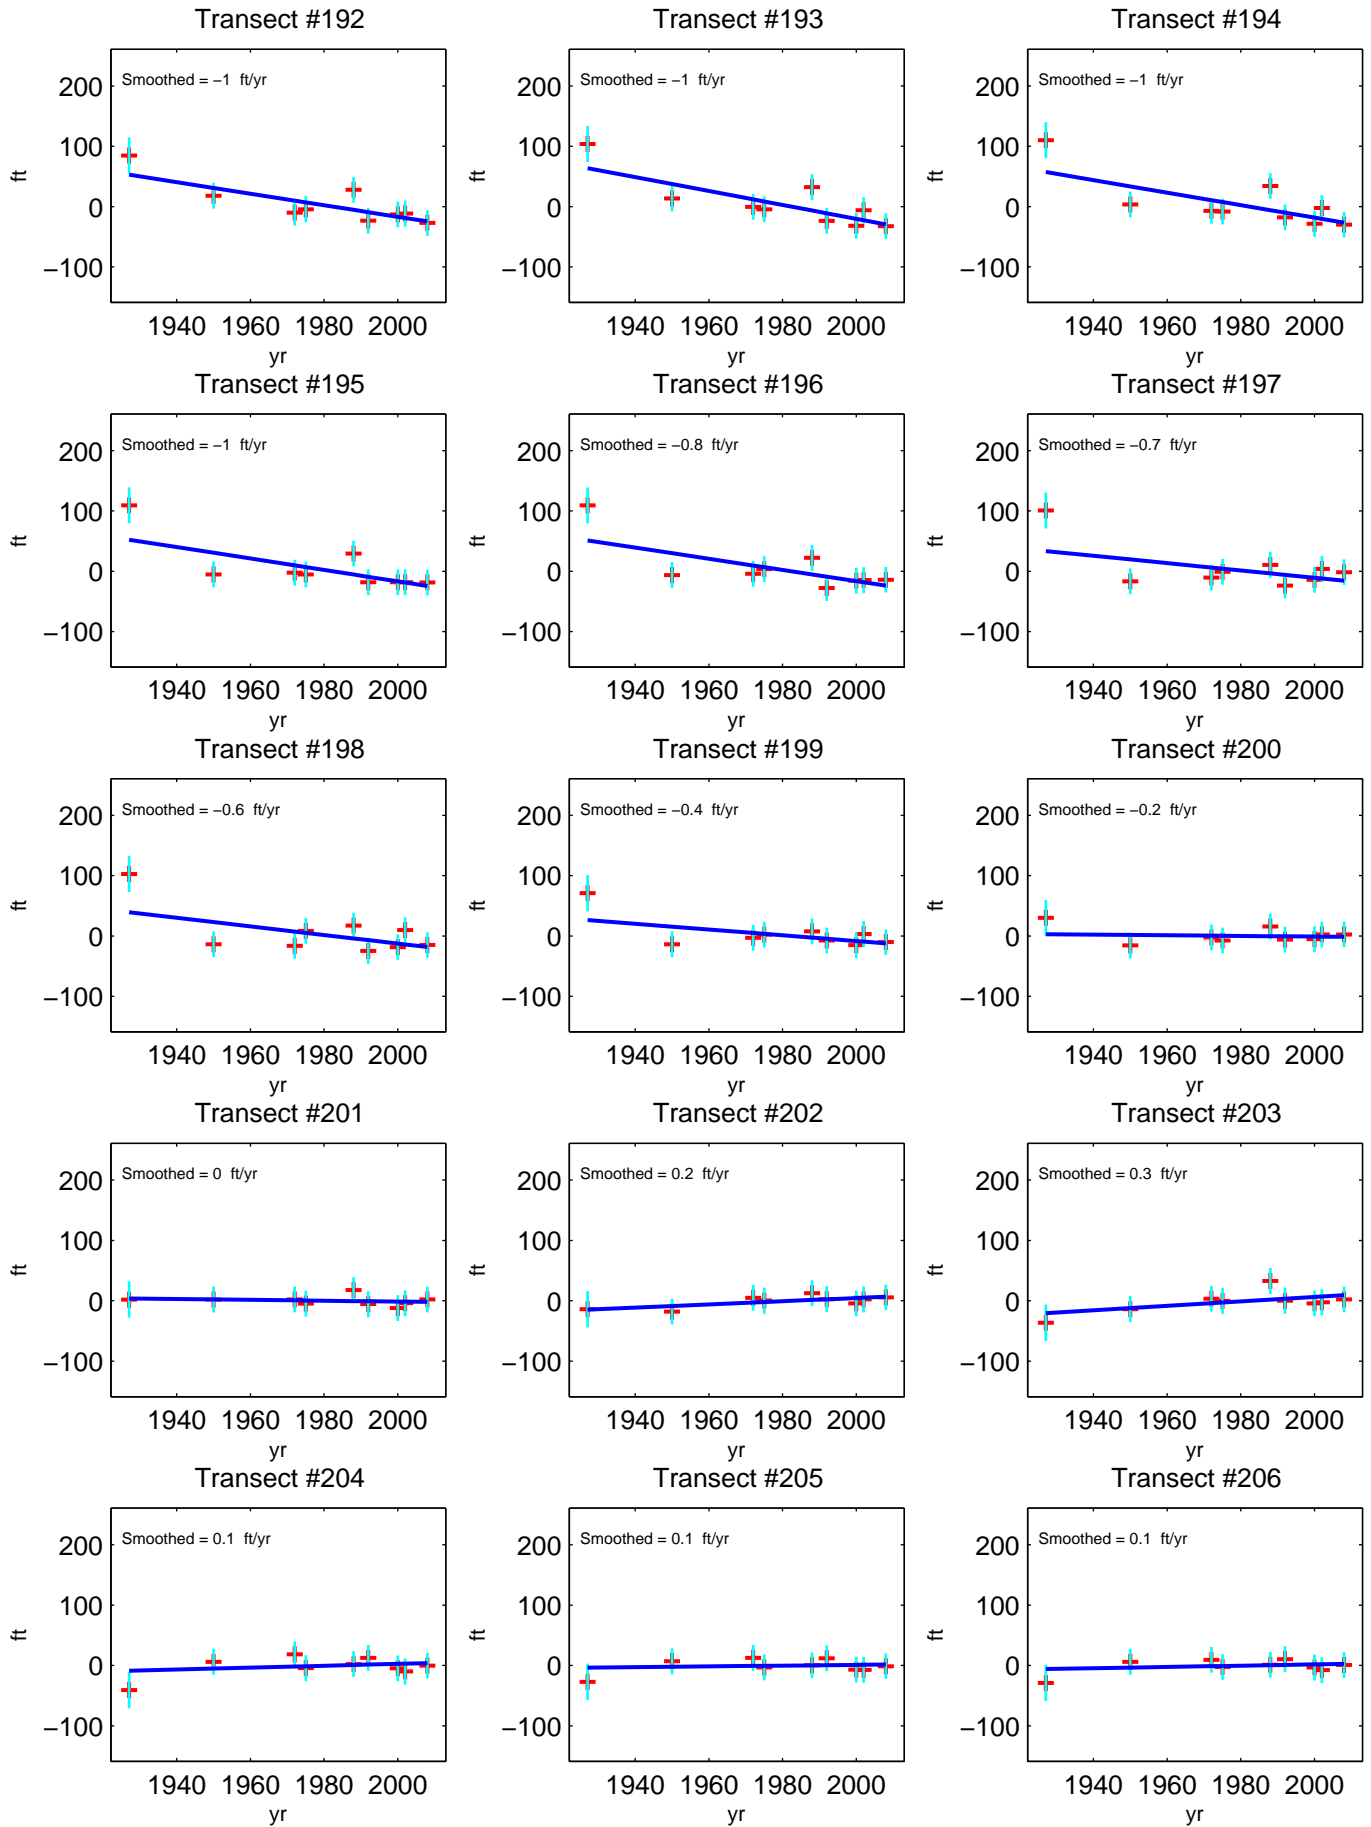 Transect #192 Transect #193 Transect #194
Smoothed = −1 ft/yr Smoothed = −1 ft/yr Smoothed = −1 ft/yr
200 200 200
100 100 100
ft ft ft
0 0 0
−100 −100 −100
1940 1960 1980 2000 1940 1960 1980 2000 1940 1960 1980 2000
yr yr yr
Transect #195 Transect #196 Transect #197
Smoothed = −1 ft/yr Smoothed = −0.8 ft/yr Smoothed = −0.7 ft/yr
200 200 200
100 100 100
ft ft ft
0 0 0
−100 −100 −100
1940 1960 1980 2000 1940 1960 1980 2000 1940 1960 1980 2000
yr yr yr
Transect #198 Transect #199 Transect #200
Smoothed = −0.6 ft/yr Smoothed = −0.4 ft/yr Smoothed = −0.2 ft/yr
200 200 200
100 100 100
ft ft ft
0 0 0
−100 −100 −100
1940 1960 1980 2000 1940 1960 1980 2000 1940 1960 1980 2000
yr yr yr
Transect #201 Transect #202 Transect #203
Smoothed = 0 ft/yr Smoothed = 0.2 ft/yr Smoothed = 0.3 ft/yr
200 200 200
100 100 100
ft ft ft
0 0 0
−100 −100 −100
1940 1960 1980 2000 1940 1960 1980 2000 1940 1960 1980 2000
yr yr yr
Transect #204 Transect #205 Transect #206
Smoothed = 0.1 ft/yr Smoothed = 0.1 ft/yr Smoothed = 0.1 ft/yr
200 200 200
100 100 100
ft ft ft
0 0 0
−100 −100 −100
1940 1960 1980 2000 1940 1960 1980 2000 1940 1960 1980 2000
yr yr yr